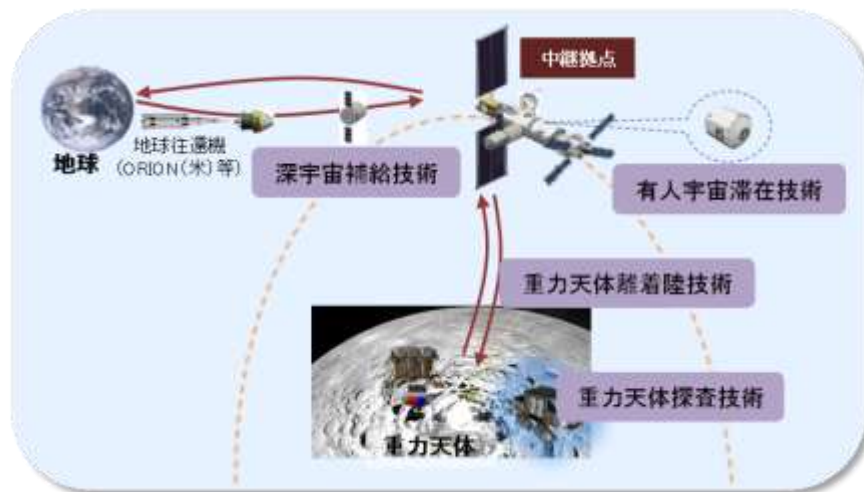 中継拠点
地球
地球往還機
(ORION(米)等)
深宇宙補給技術
有人宇宙滞在技術
重力天体離着陸技術
重力天体探査技術
重力天体